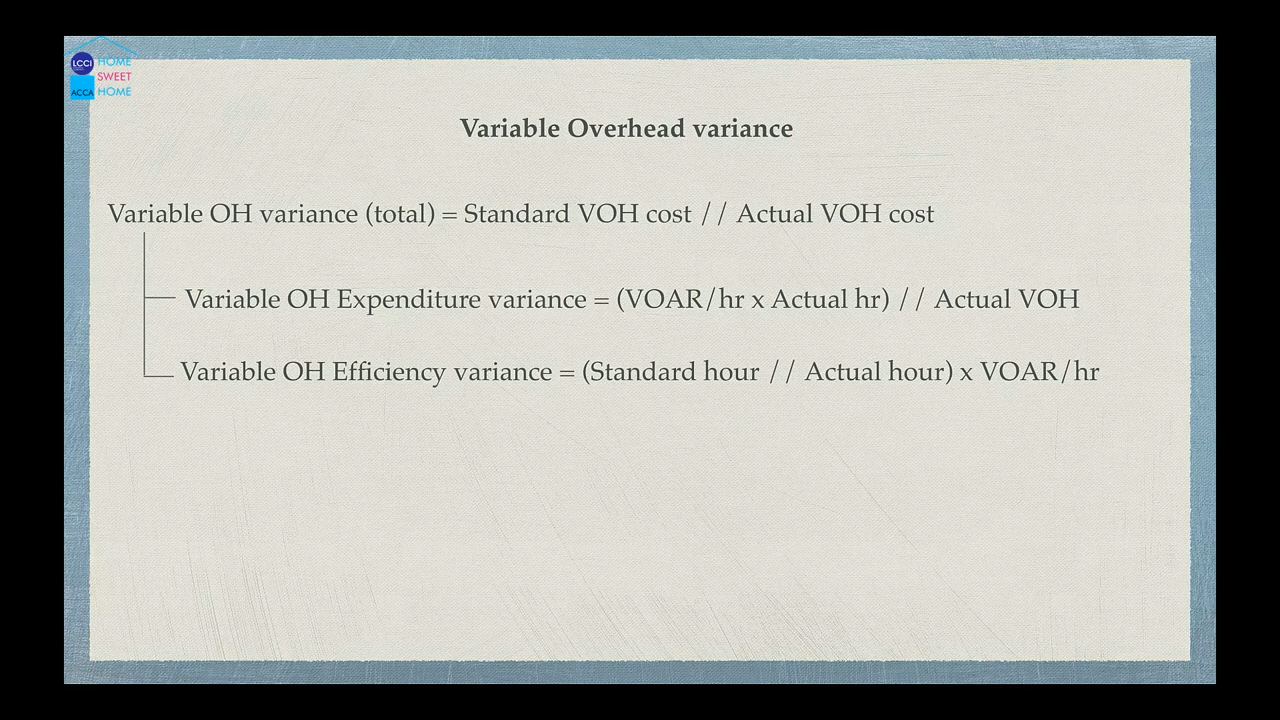 LCCI HOME
SWEET
ACCA HOME
Variable Overhead variance
Variable OH variance (total) = Standard VOH cost // Actual VOH cost
Variable OH Expenditure variance = (VOAR/hr x Actual hr) // Actual VOH
Variable OH Efficiency variance = (Standard hour // Actual hour) x VOAR/hr